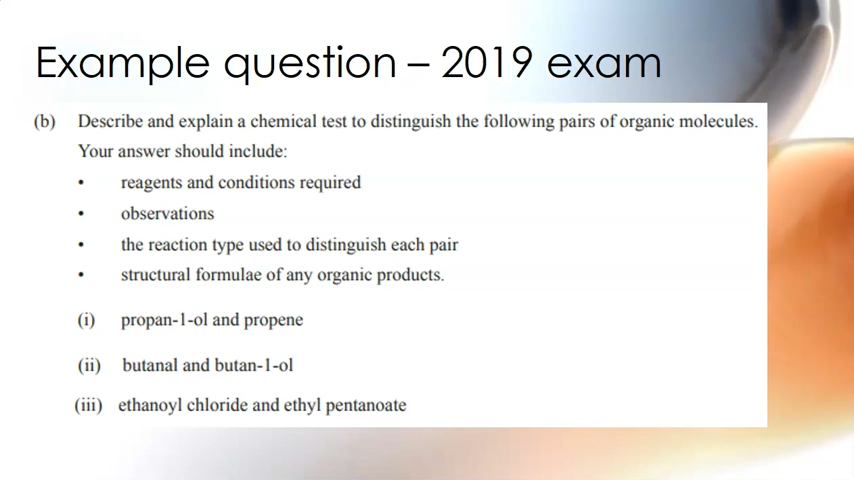 Example question – 2019 exam
(b) Describe and explain a chemical test to distinguish the following pairs of organic molecules.
Your answer should include:
• reagents and conditions required
• observations
• the reaction type used to distinguish each pair
• structural formulae of any organic products.
(i) propan-1-ol and propene
(ii) butanal and butan-1-ol
(iii) ethanoyl chloride and ethyl pentanoate